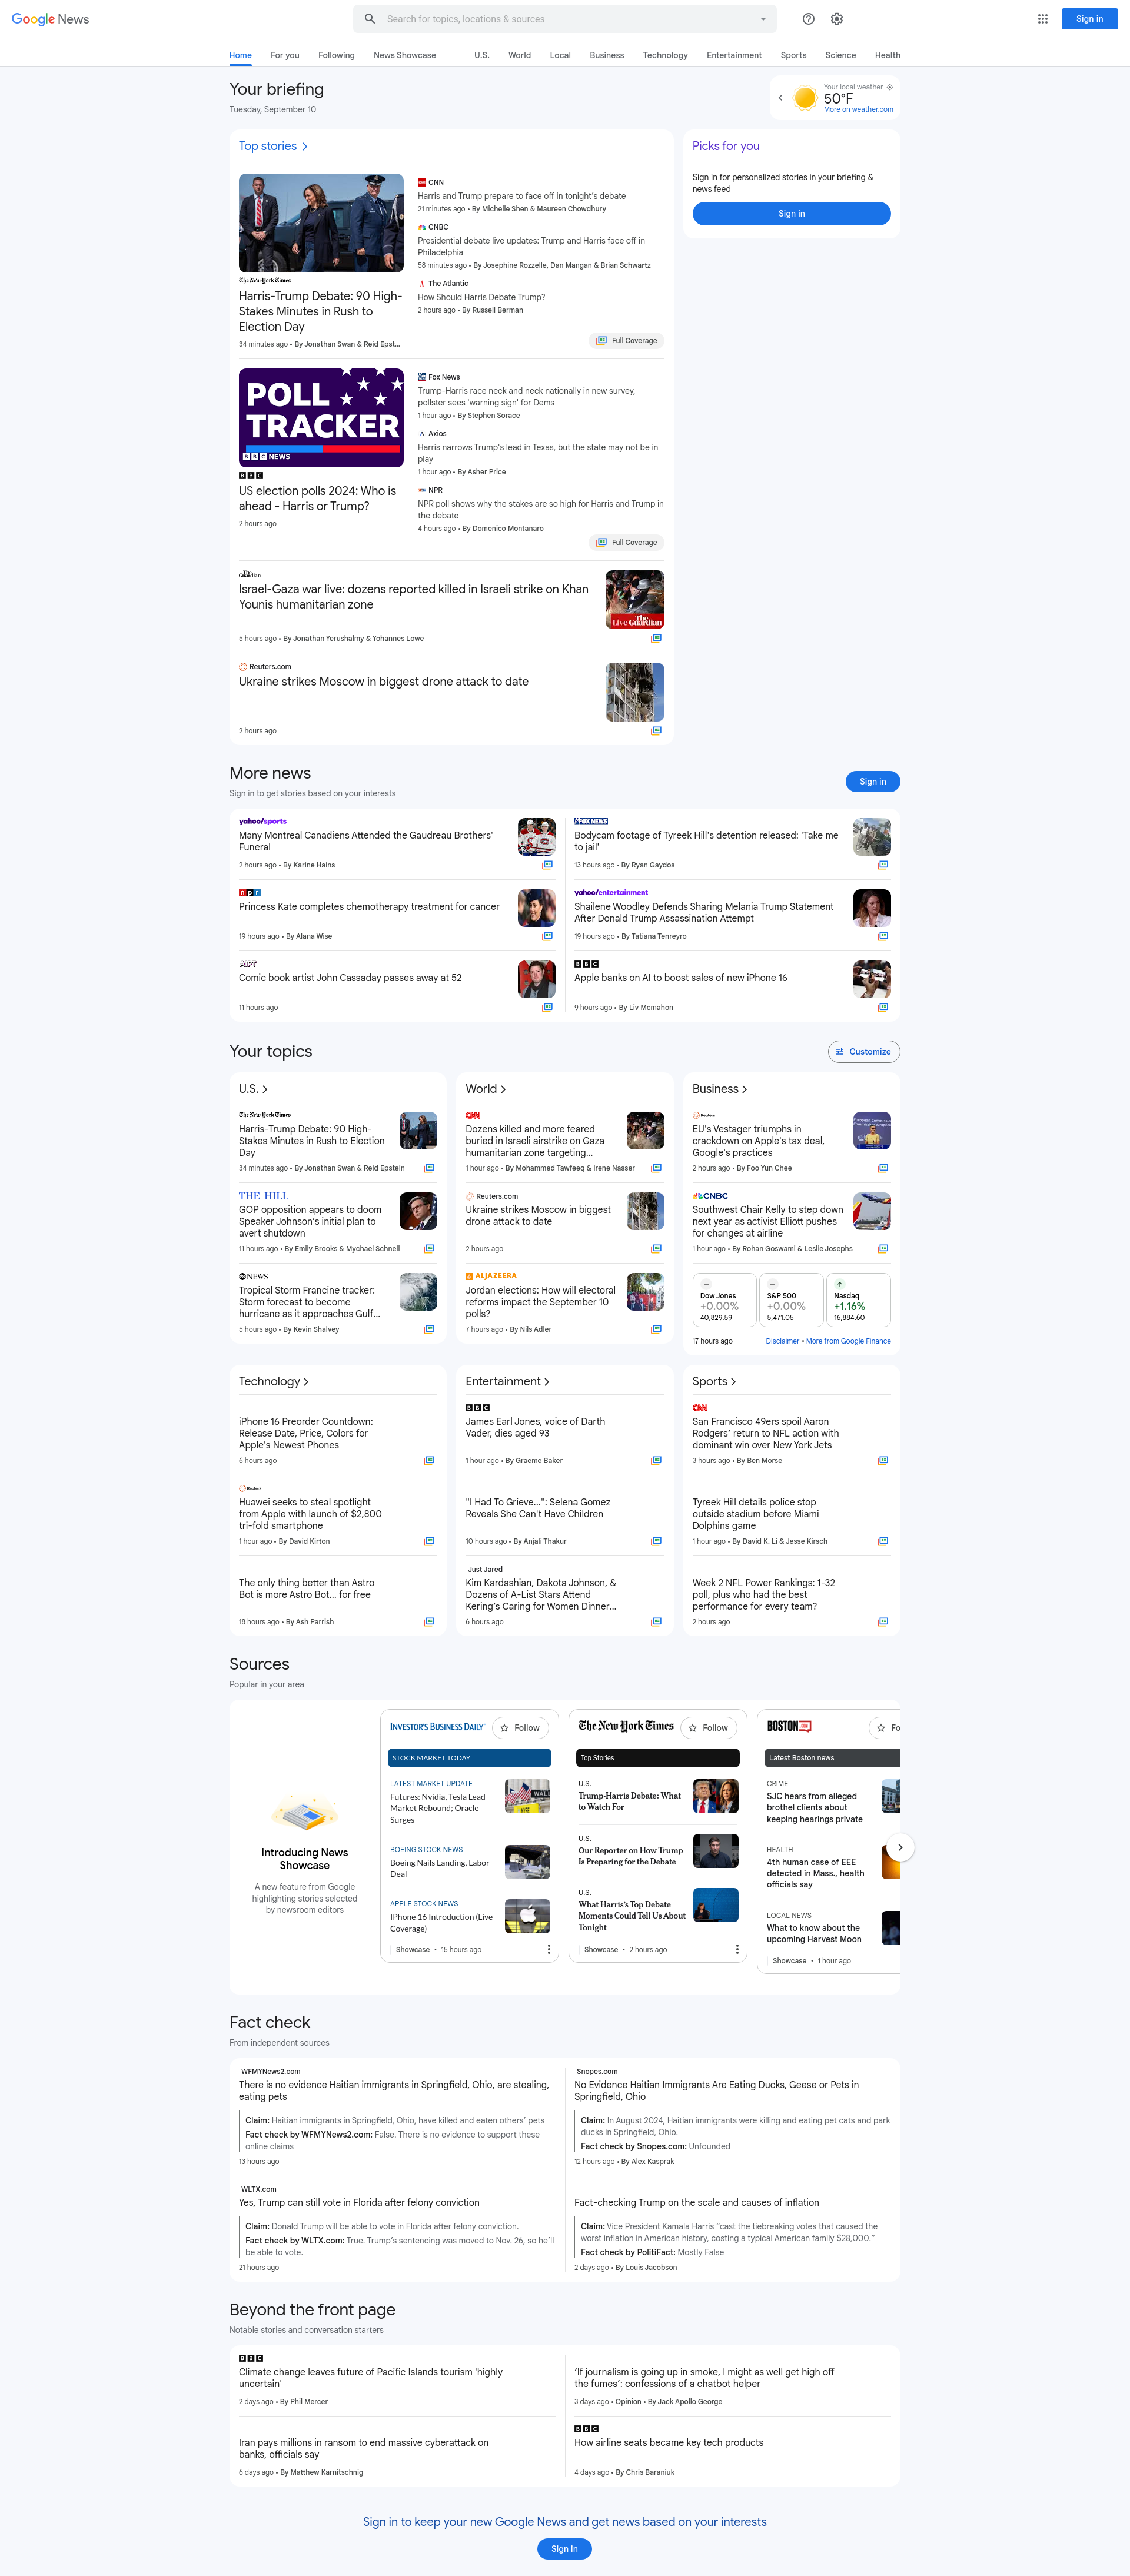 Google News
Search for topics, locations & sources
Sign in
Home
For you
Following
News Showcase
U.S.
World
Local
Business
Technology
Entertainment
Sports
Science
Health
Your briefing
Tuesday, September 10
Your local weather
50°F
More on weather.com
Top stories
The New York Times
Harris-Trump Debate: 90 High-
Stakes Minutes in Rush to
Election Day
34 minutes ago • By Jonathan Swan & Reid Epst...
CNN
Harris and Trump prepare to face off in tonight's debate
21 minutes ago • By Michelle Shen & Maureen Chowdhury
CNBC
Presidential debate live updates: Trump and Harris face off in
Philadelphia
58 minutes ago • By Josephine Rozzelle, Dan Mangan & Brian Schwartz
The Atlantic
How Should Harris Debate Trump?
2 hours ago • By Russell Berman
Full Coverage
Picks for you
Sign in for personalized stories in your briefing &
news feed
Sign in
POLL
TRACKER
BBC NEWS
BBC
US election polls 2024: Who is
ahead - Harris or Trump?
2 hours ago
Fox News
Trump-Harris race neck and neck nationally in new survey,
pollster sees 'warning sign' for Dems
1 hour ago • By Stephen Sorace
Axios
Harris narrows Trump's lead in Texas, but the state may not be in
play
1 hour ago • By Asher Price
NPR
NPR poll shows why the stakes are so high for Harris and Trump in
the debate
4 hours ago • By Domenico Montanaro
Full Coverage
The Guardian
Israel-Gaza war live: dozens reported killed in Israeli strike on Khan
Younis humanitarian zone
5 hours ago • By Jonathan Yerushalmy & Yohannes Lowe
Live The Guardian
Reuters.com
Ukraine strikes Moscow in biggest drone attack to date
2 hours ago
More news
Sign in to get stories based on your interests
Sign in
yahoo!sports
Many Montreal Canadiens Attended the Gaudreau Brothers'
Funeral
2 hours ago • By Karine Hains
FOX NEWS
Bodycam footage of Tyreek Hill's detention released: 'Take me
to jail'
13 hours ago • By Ryan Gaydos
npr
Princess Kate completes chemotherapy treatment for cancer
19 hours ago • By Alana Wise
yahoo!entertainment
Shailene Woodley Defends Sharing Melania Trump Statement
After Donald Trump Assassination Attempt
19 hours ago • By Tatiana Tenreyro
AIPT
Comic book artist John Cassaday passes away at 52
11 hours ago
BBC
Apple banks on AI to boost sales of new iPhone 16
9 hours ago • By Liv Mcmahon
Your topics
Customize
U.S.
The New York Times
Harris-Trump Debate: 90 High-
Stakes Minutes in Rush to Election
Day
34 minutes ago • By Jonathan Swan & Reid Epstein
THE HILL
GOP opposition appears to doom
Speaker Johnson's initial plan to
avert shutdown
11 hours ago • By Emily Brooks & Mychael Schnell
abc NEWS
Tropical Storm Francine tracker:
Storm forecast to become
hurricane as it approaches Gulf...
5 hours ago • By Kevin Shalvey
World
CNN
Dozens killed and more feared
buried in Israeli airstrike on Gaza
humanitarian zone targeting...
1 hour ago • By Mohammed Tawfeeq & Irene Nasser
Reuters.com
Ukraine strikes Moscow in biggest
drone attack to date
2 hours ago
ALJAZEERA
Jordan elections: How will electoral
reforms impact the September 10
polls?
7 hours ago • By Nils Adler
Business
Reuters
EU's Vestager triumphs in
crackdown on Apple's tax deal,
Google's practices
2 hours ago • By Foo Yun Chee
CNBC
Southwest Chair Kelly to step down
next year as activist Elliott pushes
for changes at airline
1 hour ago • By Rohan Goswami & Leslie Josephs
Dow Jones
+0.00%
40,829.59
S&P 500
+0.00%
5,471.05
Nasdaq
+1.16%
16,884.60
17 hours ago
Disclaimer • More from Google Finance
Technology
iPhone 16 Preorder Countdown:
Release Date, Price, Colors for
Apple's Newest Phones
6 hours ago
Reuters
Huawei seeks to steal spotlight
from Apple with launch of $2,800
tri-fold smartphone
1 hour ago • By David Kirton
The only thing better than Astro
Bot is more Astro Bot... for free
18 hours ago • By Ash Parrish
Entertainment
BBC
James Earl Jones, voice of Darth
Vader, dies aged 93
1 hour ago • By Graeme Baker
"I Had To Grieve...": Selena Gomez
Reveals She Can't Have Children
10 hours ago • By Anjali Thakur
Just Jared
Kim Kardashian, Dakota Johnson, &
Dozens of A-List Stars Attend
Kering's Caring for Women Dinner...
6 hours ago
Sports
CNN
San Francisco 49ers spoil Aaron
Rodgers' return to NFL action with
dominant win over New York Jets
3 hours ago • By Ben Morse
Tyreek Hill details police stop
outside stadium before Miami
Dolphins game
1 hour ago • By David K. Li & Jesse Kirsch
Week 2 NFL Power Rankings: 1-32
poll, plus who had the best
performance for every team?
2 hours ago
Sources
Popular in your area
Introducing News
Showcase
A new feature from Google
highlighting stories selected
by newsroom editors
INVESTOR'S BUSINESS DAILY
Follow
STOCK MARKET TODAY
LATEST MARKET UPDATE
Futures: Nvidia, Tesla Lead
Market Rebound; Oracle
Surges
BOEING STOCK NEWS
Boeing Nails Landing, Labor
Deal
APPLE STOCK NEWS
IPhone 16 Introduction (Live
Coverage)
Showcase • 15 hours ago
The New York Times
Follow
Top Stories
U.S.
Trump-Harris Debate: What
to Watch For
U.S.
Our Reporter on How Trump
Is Preparing for the Debate
U.S.
What Harris's Top Debate
Moments Could Tell Us About
Tonight
Showcase • 2 hours ago
BOSTON.COM
Fo
Latest Boston news
CRIME
SJC hears from alleged
brothel clients about
keeping hearings private
HEALTH
4th human case of EEE
detected in Mass., health
officials say
LOCAL NEWS
What to know about the
upcoming Harvest Moon
Showcase • 1 hour ago
Fact check
From independent sources
WFMYNews2.com
There is no evidence Haitian immigrants in Springfield, Ohio, are stealing,
eating pets
Claim: Haitian immigrants in Springfield, Ohio, have killed and eaten others' pets
Fact check by WFMYNews2.com: False. There is no evidence to support these
online claims
13 hours ago
Snopes.com
No Evidence Haitian Immigrants Are Eating Ducks, Geese or Pets in
Springfield, Ohio
Claim: In August 2024, Haitian immigrants were killing and eating pet cats and park
ducks in Springfield, Ohio.
Fact check by Snopes.com: Unfounded
12 hours ago • By Alex Kasprak
WLTX.com
Yes, Trump can still vote in Florida after felony conviction
Claim: Donald Trump will be able to vote in Florida after felony conviction.
Fact check by WLTX.com: True. Trump's sentencing was moved to Nov. 26, so he'll
be able to vote.
21 hours ago
Fact-checking Trump on the scale and causes of inflation
Claim: Vice President Kamala Harris "cast the tiebreaking votes that caused the
worst inflation in American history, costing a typical American family $28,000."
Fact check by PolitiFact: Mostly False
2 days ago • By Louis Jacobson
Beyond the front page
Notable stories and conversation starters
BBC
Climate change leaves future of Pacific Islands tourism 'highly
uncertain'
2 days ago • By Phil Mercer
'If journalism is going up in smoke, I might as well get high off
the fumes': confessions of a chatbot helper
3 days ago • Opinion • By Jack Apollo George
Iran pays millions in ransom to end massive cyberattack on
banks, officials say
6 days ago • By Matthew Karnitschnig
BBC
How airline seats became key tech products
4 days ago • By Chris Baraniuk
Sign in to keep your new Google News and get news based on your interests
Sign in